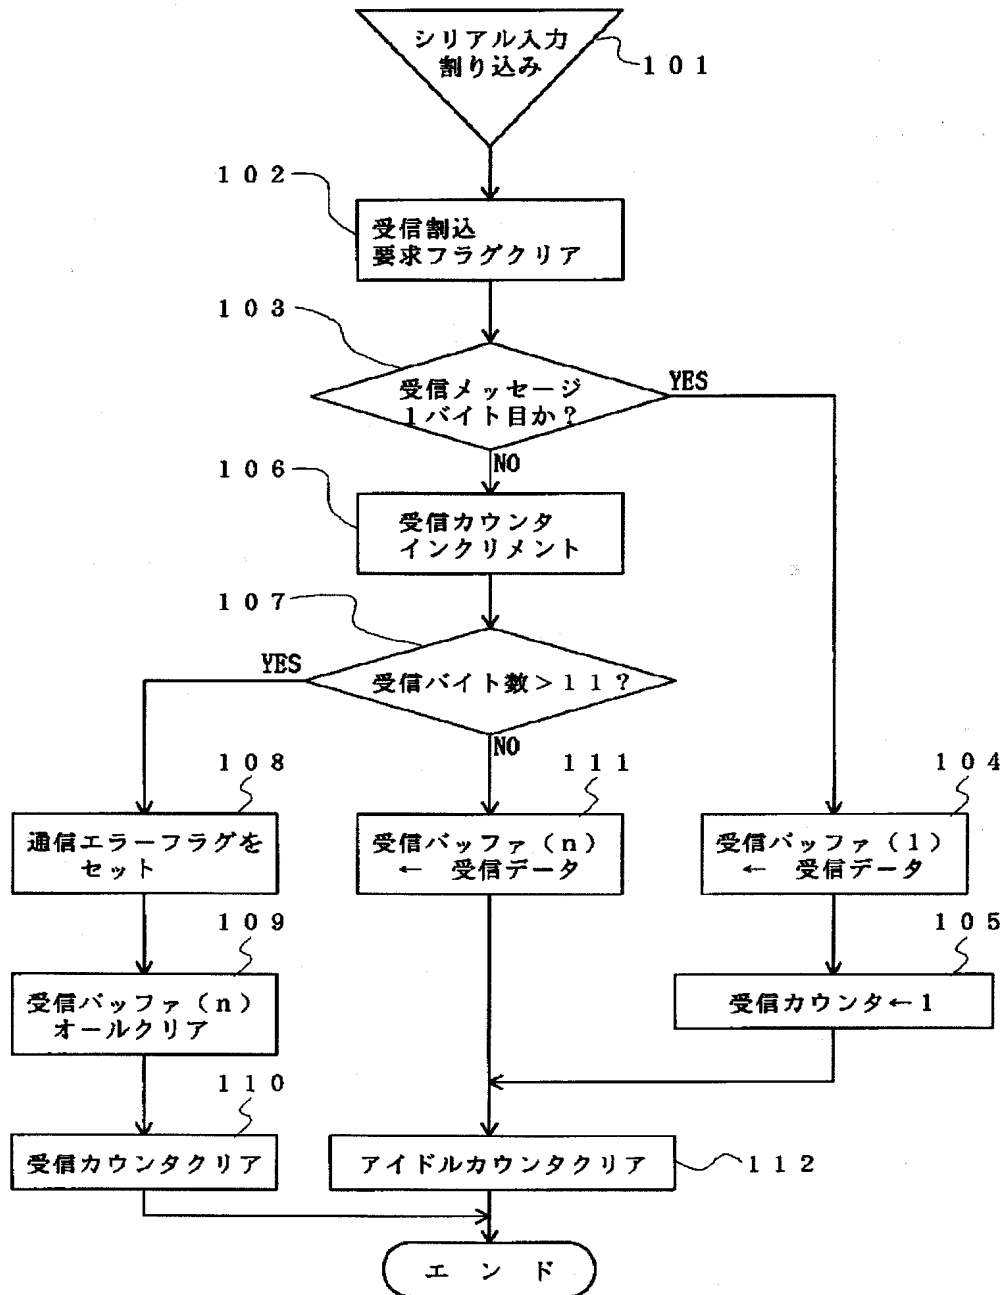 シリアル入力
割り込み
101
102
受信割込
要求フラグクリア
103
受信メッセージ
1バイト目か?
YES
NO
106
受信カウンタ
インクリメント
107
YES
受信バイト数>11?
NO
108
111
104
通信エラーフラグを
セット
受信バッファ(n)
← 受信データ
受信バッファ(1)
← 受信データ
109
105
受信バッファ(n)
オールクリア
受信カウンタ←1
110
受信カウンタクリア
アイドルカウンタクリア
112
エンド